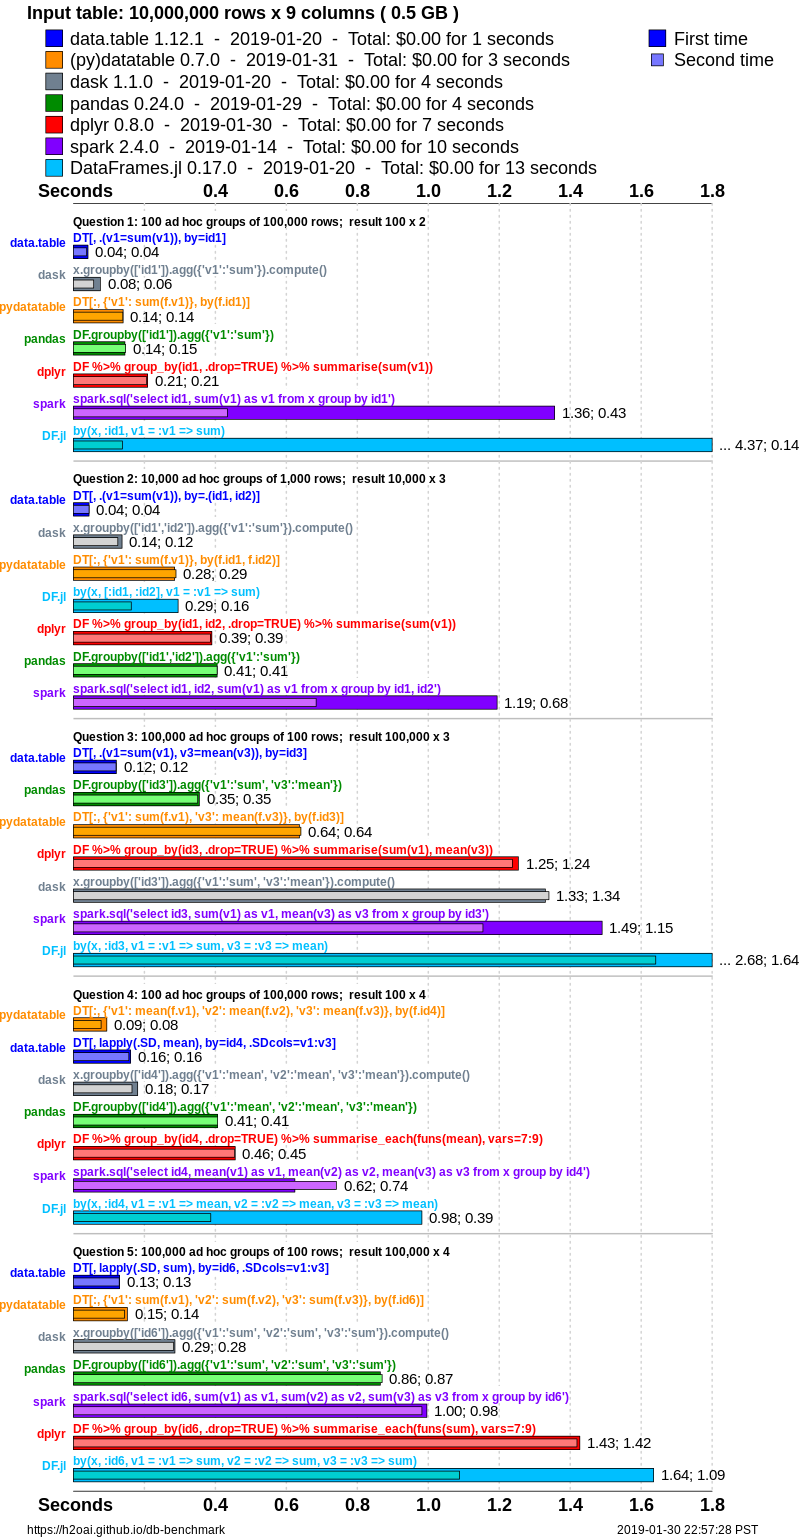 Input table: 10,000,000 rows x 9 columns ( 0.5 GB )
data.table 1.12.1 - 2019-01-20 - Total: $0.00 for 1 seconds
First time
(py)datatable 0.7.0 - 2019-01-31 - Total: $0.00 for 3 seconds
Second time
dask 1.1.0 - 2019-01-20 - Total: $0.00 for 4 seconds
pandas 0.24.0 - 2019-01-29 - Total: $0.00 for 4 seconds
dplyr 0.8.0 - 2019-01-30 - Total: $0.00 for 7 seconds
spark 2.4.0 - 2019-01-14 - Total: $0.00 for 10 seconds
DataFrames.jl 0.17.0 - 2019-01-20 - Total: $0.00 for 13 seconds
Seconds 0.4 0.6 0.8 1.0 1.2 1.4 1.6 1.8
Question 1: 100 ad hoc groups of 100,000 rows; result 100 x 2
DT[, .(v1=sum(v1)), by=id1]
data.table 0.04; 0.04
x.groupby(['id1']).agg({'v1':'sum'}).compute()
dask 0.08; 0.06
DT[:, {'v1': sum(f.v1)}, by(f.id1)]
pydatatable 0.14; 0.14
DF.groupby(['id1']).agg({'v1':'sum'})
pandas 0.14; 0.15
DF %>% group_by(id1, .drop=TRUE) %>% summarise(sum(v1))
dplyr 0.21; 0.21
spark.sql('select id1, sum(v1) as v1 from x group by id1')
spark 1.36; 0.43
by(x, :id1, v1 = :v1 => sum)
DF.jl ... 4.37; 0.14
Question 2: 10,000 ad hoc groups of 1,000 rows; result 10,000 x 3
DT[, .(v1=sum(v1)), by=.(id1, id2)]
data.table 0.04; 0.04
x.groupby(['id1','id2']).agg({'v1':'sum'}).compute()
dask 0.14; 0.12
DT[:, {'v1': sum(f.v1)}, by(f.id1, f.id2)]
pydatatable 0.28; 0.29
by(x, [:id1, :id2], v1 = :v1 => sum)
DF.jl 0.29; 0.16
DF %>% group_by(id1, id2, .drop=TRUE) %>% summarise(sum(v1))
dplyr 0.39; 0.39
DF.groupby(['id1','id2']).agg({'v1':'sum'})
pandas 0.41; 0.41
spark.sql('select id1, id2, sum(v1) as v1 from x group by id1, id2')
spark 1.19; 0.68
Question 3: 100,000 ad hoc groups of 100 rows; result 100,000 x 3
DT[, .(v1=sum(v1), v3=mean(v3)), by=id3]
data.table 0.12; 0.12
DF.groupby(['id3']).agg({'v1':'sum', 'v3':'mean'})
pandas 0.35; 0.35
DT[:, {'v1': sum(f.v1), 'v3': mean(f.v3)}, by(f.id3)]
pydatatable 0.64; 0.64
DF %>% group_by(id3, .drop=TRUE) %>% summarise(sum(v1), mean(v3))
dplyr 1.25; 1.24
x.groupby(['id3']).agg({'v1':'sum', 'v3':'mean'}).compute()
dask 1.33; 1.34
spark.sql('select id3, sum(v1) as v1, mean(v3) as v3 from x group by id3')
spark 1.49; 1.15
by(x, :id3, v1 = :v1 => sum, v3 = :v3 => mean)
DF.jl ... 2.68; 1.64
Question 4: 100 ad hoc groups of 100,000 rows; result 100 x 4
DT[:, {'v1': mean(f.v1), 'v2': mean(f.v2), 'v3': mean(f.v3)}, by(f.id4)]
pydatatable 0.09; 0.08
DT[, lapply(.SD, mean), by=id4, .SDcols=v1:v3]
data.table 0.16; 0.16
x.groupby(['id4']).agg({'v1':'mean', 'v2':'mean', 'v3':'mean'}).compute()
dask 0.18; 0.17
DF.groupby(['id4']).agg({'v1':'mean', 'v2':'mean', 'v3':'mean'})
pandas 0.41; 0.41
DF %>% group_by(id4, .drop=TRUE) %>% summarise_each(funs(mean), vars=7:9)
dplyr 0.46; 0.45
spark.sql('select id4, mean(v1) as v1, mean(v2) as v2, mean(v3) as v3 from x group by id4')
spark 0.62; 0.74
by(x, :id4, v1 = :v1 => mean, v2 = :v2 => mean, v3 = :v3 => mean)
DF.jl 0.98; 0.39
Question 5: 100,000 ad hoc groups of 100 rows; result 100,000 x 4
DT[, lapply(.SD, sum), by=id6, .SDcols=v1:v3]
data.table 0.13; 0.13
DT[:, {'v1': sum(f.v1), 'v2': sum(f.v2), 'v3': sum(f.v3)}, by(f.id6)]
pydatatable 0.15; 0.14
x.groupby(['id6']).agg({'v1':'sum', 'v2':'sum', 'v3':'sum'}).compute()
dask 0.29; 0.28
DF.groupby(['id6']).agg({'v1':'sum', 'v2':'sum', 'v3':'sum'})
pandas 0.86; 0.87
spark.sql('select id6, sum(v1) as v1, sum(v2) as v2, sum(v3) as v3 from x group by id6')
spark 1.00; 0.98
DF %>% group_by(id6, .drop=TRUE) %>% summarise_each(funs(sum), vars=7:9)
dplyr 1.43; 1.42
by(x, :id6, v1 = :v1 => sum, v2 = :v2 => sum, v3 = :v3 => sum)
DF.jl 1.64; 1.09
Seconds 0.4 0.6 0.8 1.0 1.2 1.4 1.6 1.8
https://h2oai.github.io/db-benchmark
2019-01-30 22:57:28 PST